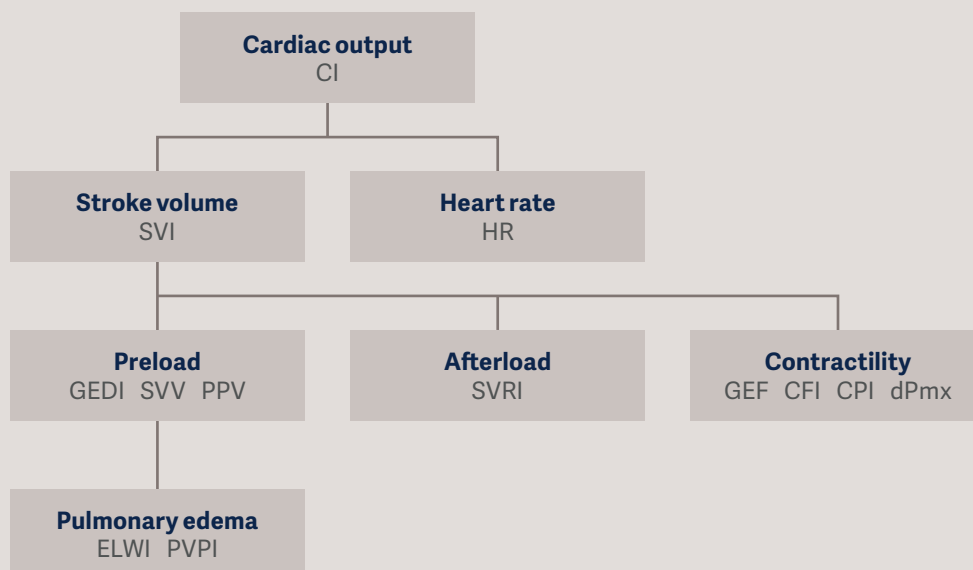 Cardiac output
CI
Stroke volume
SVI
Heart rate
HR
Preload
GEDI SVV PPV
Afterload
SVRI
Contractility
GEF CFI CPI dPmx
Pulmonary edema
ELWI PVPI